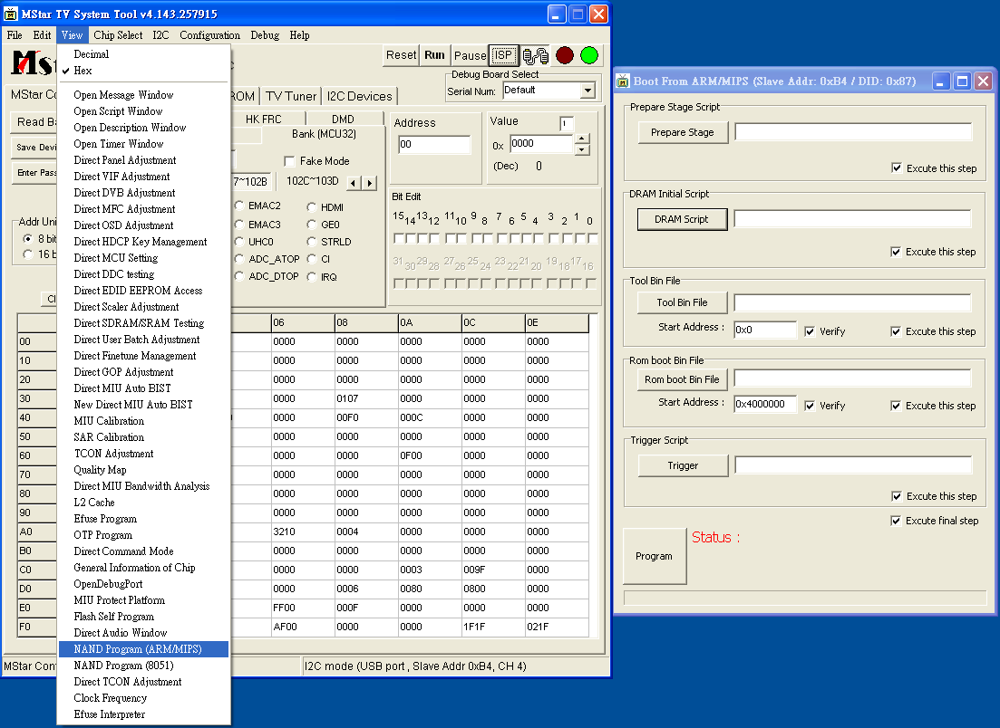 MStar TV System Tool v4.143.257915
File Edit View Chip Select I2C Configuration Debug Help
Decimal
Hex
Open Message Window
Open Script Window
Open Description Window
Open Timer Window
Direct Panel Adjustment
Direct VIF Adjustment
Direct DVB Adjustment
Direct MFC Adjustment
Direct OSD Adjustment
Direct HDCP Key Management
Direct MCU Setting
Direct DDC testing
Direct EDID EEPROM Access
Direct Scaler Adjustment
Direct SDRAM/SRAM Testing
Direct User Batch Adjustment
Direct Finetune Management
Direct GOP Adjustment
Direct MIU Auto BIST
New Direct MIU Auto BIST
MIU Calibration
SAR Calibration
TCON Adjustment
Quality Map
Direct MIU Bandwidth Analysis
L2 Cache
Efuse Program
OTP Program
Direct Command Mode
General Information of Chip
OpenDebugPort
MIU Protect Platform
Flash Self Program
Direct Audio Window
NAND Program (ARM/MIPS)
NAND Program (8051)
Direct TCON Adjustment
Clock Frequency
Efuse Interpreter
MSt
Reset Run Pause ISP
Debug Board Select
Serial Num: Default
MStar Co
ROM TV Tuner I2C Devices
Read Ba
Save Devi
Enter Pass
Addr Uni
8 bit
16 b
Cl
HK FRC DMD
Bank (MCU32)
Fake Mode
7~102B 102C~103D
EMAC2 HDMI
EMAC3 GE0
UHC0 STRLD
ADC_ATOP CI
ADC_DTOP IRQ
Address
00
Value 1
0x 0000
(Dec) 0
Bit Edit
15 14 13 12 11 10 9 8 7 6 5 4 3 2 1 0
31 30 29 28 27 26 25 24 23 22 21 20 19 18 17 16
06 08 0A 0C 0E
00 0000 0000 0000 0000 0000
10 0000 0000 0000 0000 0000
20 0000 0000 0000 0000 0000
30 0000 0107 0000 0000 0000
40 0000 00F0 000C 0000 0000
50 0000 0000 0000 0000 0000
60 0000 0000 0F00 0000 0000
70 0000 0000 0000 0000 0000
80 0000 0000 0000 0000 0000
90 0000 0000 0000 0000 0000
A0 3210 0004 0000 0000 0000
B0 0000 0000 0000 0000 0000
C0 0000 0000 0003 009F 0000
D0 0000 0006 0080 0800 0000
E0 FF00 000F 0000 0000 0000
F0 AF00 0000 0000 1F1F 021F
MStar Cont
I2C mode (USB port , Slave Addr 0xB4, CH 4)
Boot From ARM/MIPS (Slave Addr: 0xB4 / DID: 0x87)
Prepare Stage Script
Prepare Stage
Excute this step
DRAM Initial Script
DRAM Script
Excute this step
Tool Bin File
Tool Bin File
Start Address : 0x0 Verify Excute this step
Rom boot Bin File
Rom boot Bin File
Start Address : 0x4000000 Verify Excute this step
Trigger Script
Trigger
Excute this step
Excute final step
Program
Status :